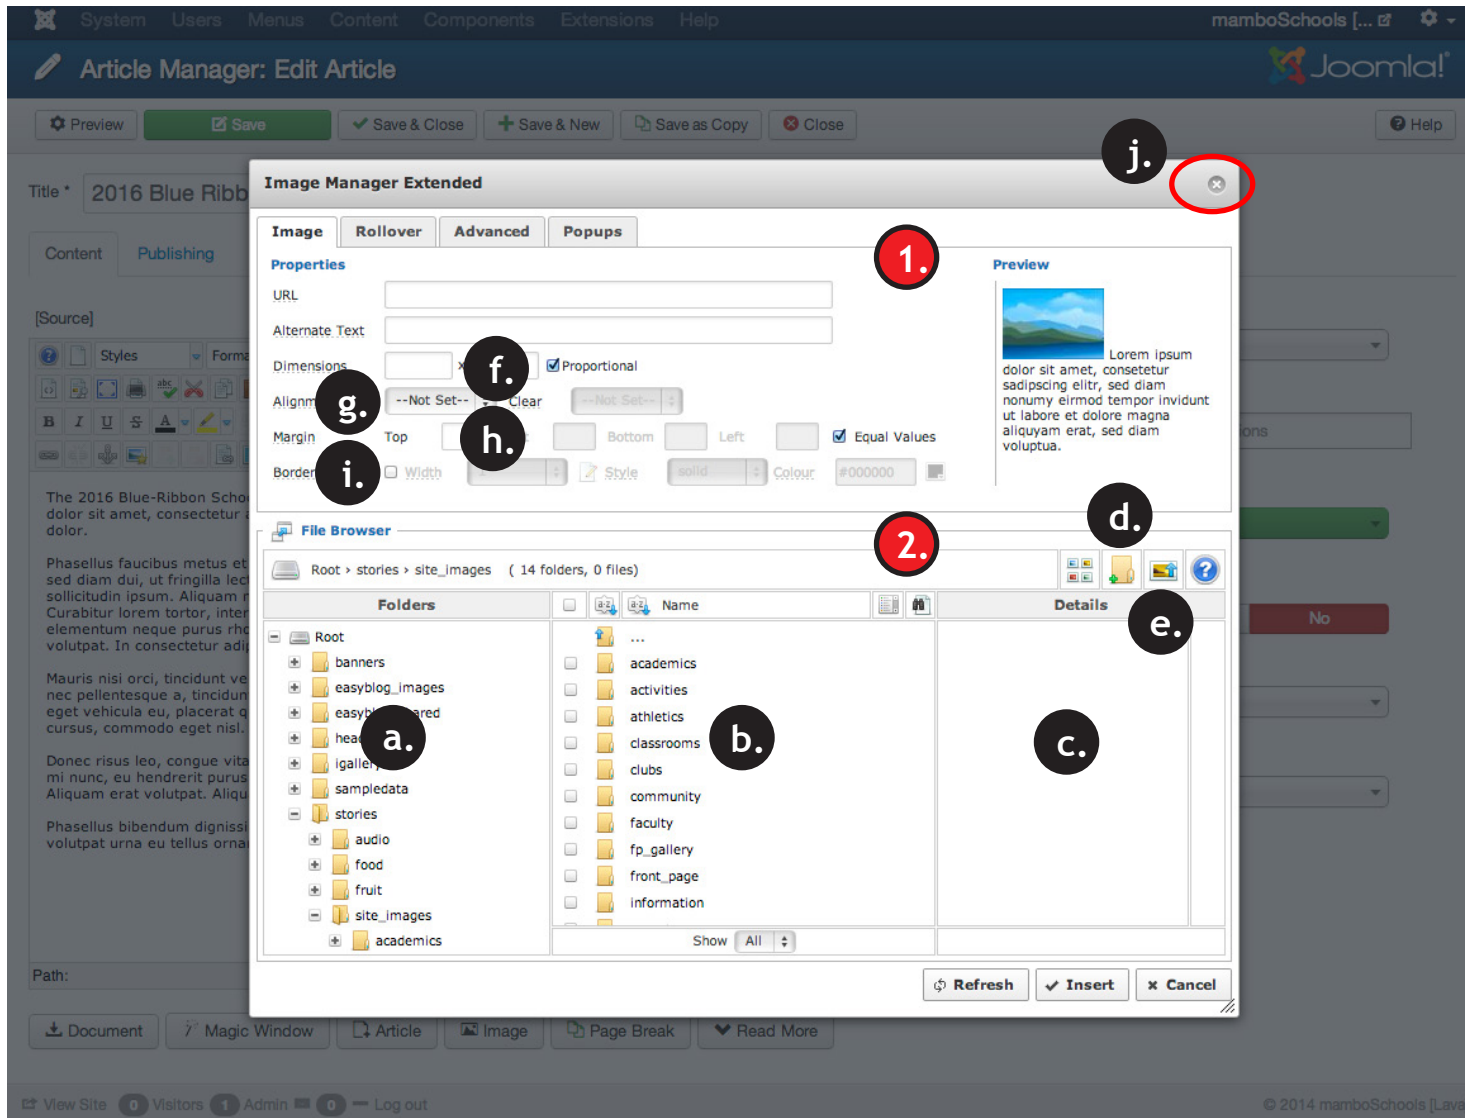 System Users Menus Content Components Extensions Help mamboSchools [...
Article Manager: Edit Article Joomla!
Preview Save Save & Close Save & New Save as Copy Close Help
j.
Title * 2016 Blue Ribb
Image Manager Extended
Content Publishing
Image Rollover Advanced Popups
1.
Properties Preview
URL
[Source]
Alternate Text
Styles Forma
Dimensions x f. Proportional
Lorem ipsum
dolor sit amet, consetetur
sadipscing elitr, sed diam
nonumy eirmod tempor invidunt
ut labore et dolore magna
aliquyam erat, sed diam
voluptua.
g. --Not Set-- Clear --Not Set--
Margin Top h. Bottom Left Equal Values
Border i. Width Style solid Colour #000000
The 2016 Blue-Ribbon Scho
dolor sit amet, consectetur
dolor.
Phasellus faucibus metus et
sed diam dui, ut fringilla lect
sollicitudin ipsum. Aliquam
Curabitur lorem tortor, inter
elementum neque purus rho
volutpat. In consectetur adip
Mauris nisi orci, tincidunt ve
nec pellentesque a, tincidun
eget vehicula eu, placerat q
cursus, commodo eget nisl.
Donec risus leo, congue vita
mi nunc, eu hendrerit purus
Aliquam erat volutpat. Aliqu
Phasellus bibendum dignissi
volutpat urna eu tellus orna
File Browser 2. d.
Root › stories › site_images ( 14 folders, 0 files)
Folders Name Details
e.
No
Root
banners
easyblog_images
a.
igallery
sampledata
stories
audio
food
fruit
site_images
academics
...
academics
activities
athletics
classrooms
clubs
community
faculty
fp_gallery
front_page
information
b.
c.
Show All
Path:
Refresh Insert Cancel
Document Magic Window Article Image Page Break Read More
View Site 0 Visitors 1 Admin 0 Log out © 2014 mamboSchools [Lava